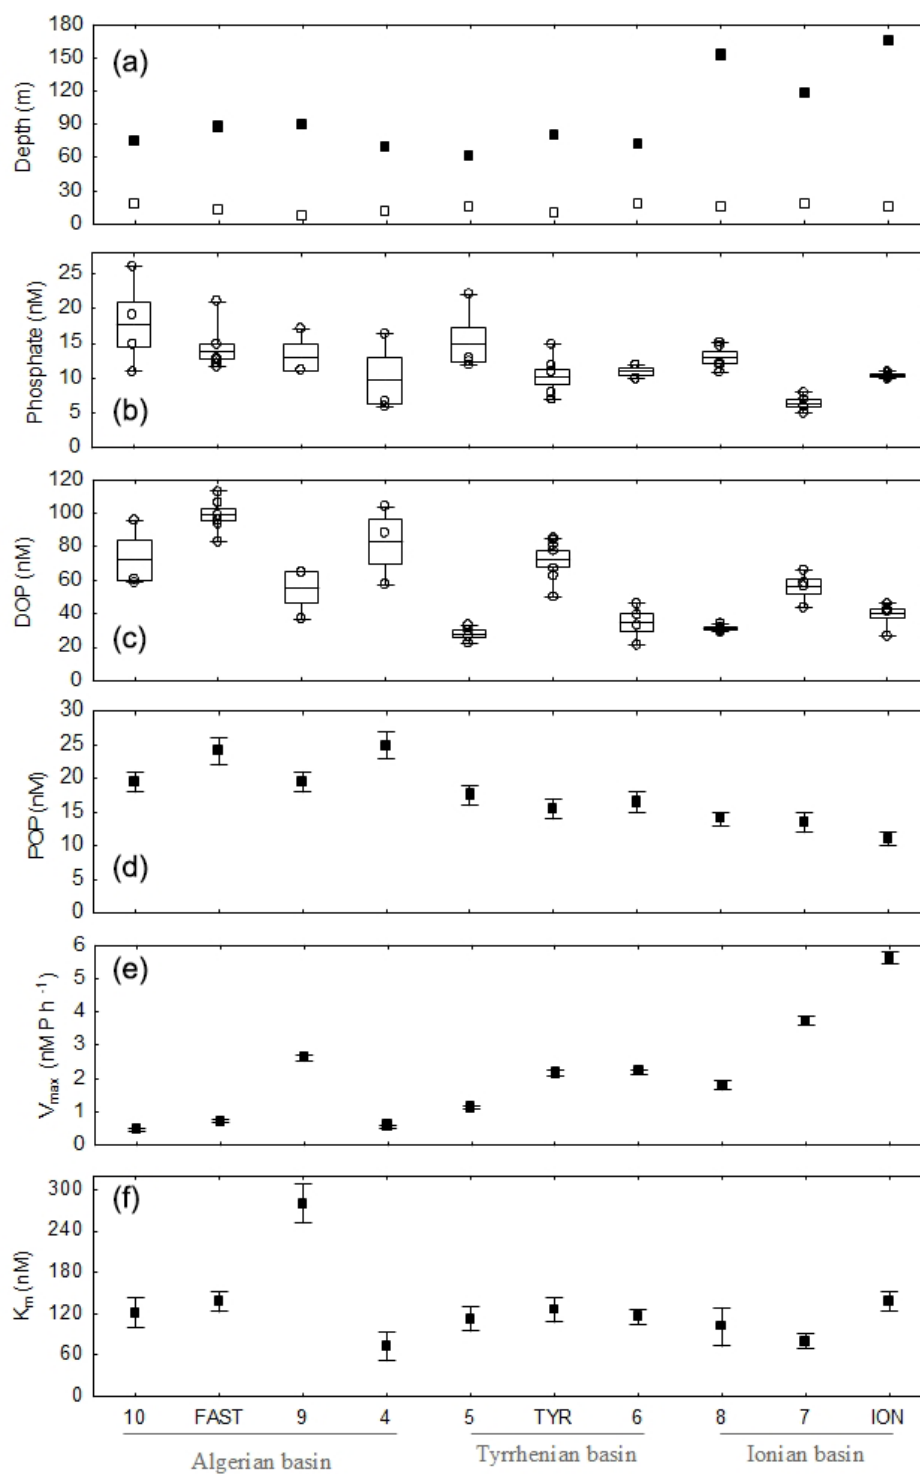 180
150
120
90
60
30
0
Depth (m)
(a)
25
20
15
10
5
0
Phosphate (nM)
(b)
120
100
80
60
40
20
0
DOP (nM)
(c)
30
25
20
15
10
5
0
POP (nM)
(d)
6
5
4
3
2
1
0
Vmax (nM P h -1)
(e)
300
240
180
120
60
0
Km (nM)
(f)
10 FAST 9 4 5 TYR 6 8 7 ION
Algerian basin Tyrrhenian basin Ionian basin